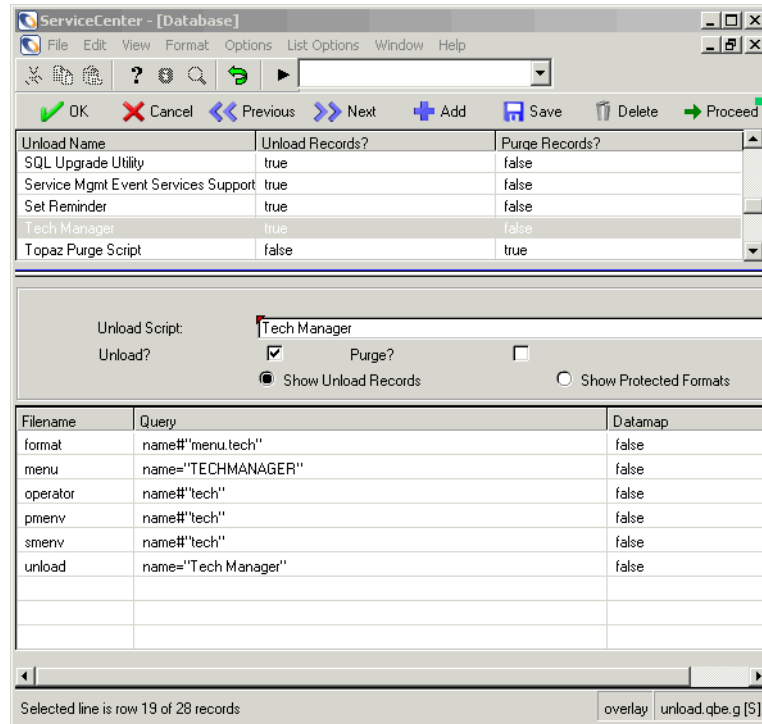 ServiceCenter - [Database]
File Edit View Format Options List Options Window Help
OK Cancel Previous Next Add Save Delete Proceed
Unload Name Unload Records? Purge Records?
SQL Upgrade Utility true false
Service Mgmt Event Services Support true false
Set Reminder true false
Tech Manager true false
Topaz Purge Script false true
Unload Script: Tech Manager
Unload? Purge?
Show Unload Records Show Protected Formats
Filename Query Datamap
format name#"menu.tech" false
menu name="TECHMANAGER" false
operator name#"tech" false
pmenv name#"tech" false
smenv name#"tech" false
unload name="Tech Manager" false
Selected line is row 19 of 28 records overlay unload.qbe.g [S]